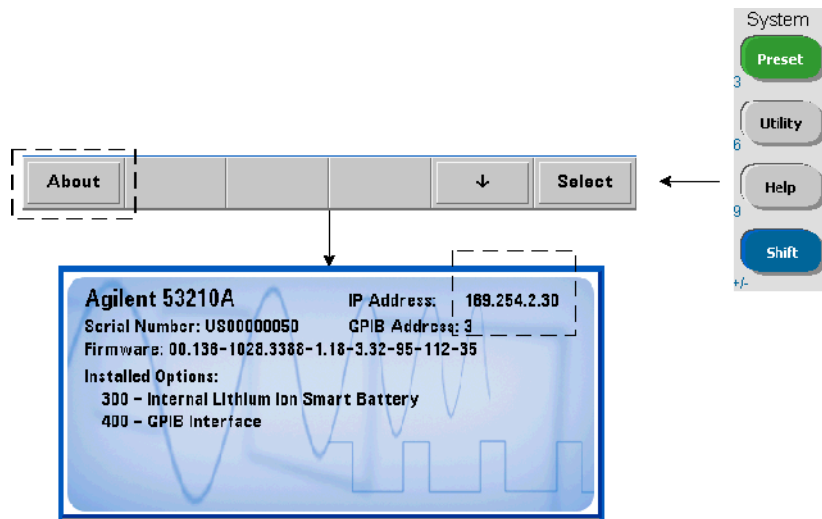 System
Preset
3
Utility
6
Help
9
Shift
+/-
About
↓
Select
Agilent 53210A
IP Address: 169.254.2.30
Serial Number: US00000050
GPIB Address: 3
Firmware: 00.136-1028.3388-1.18-3.32-95-112-35
Installed Options:
300 - Internal Lithium Ion Smart Battery
400 - GPIB Interface